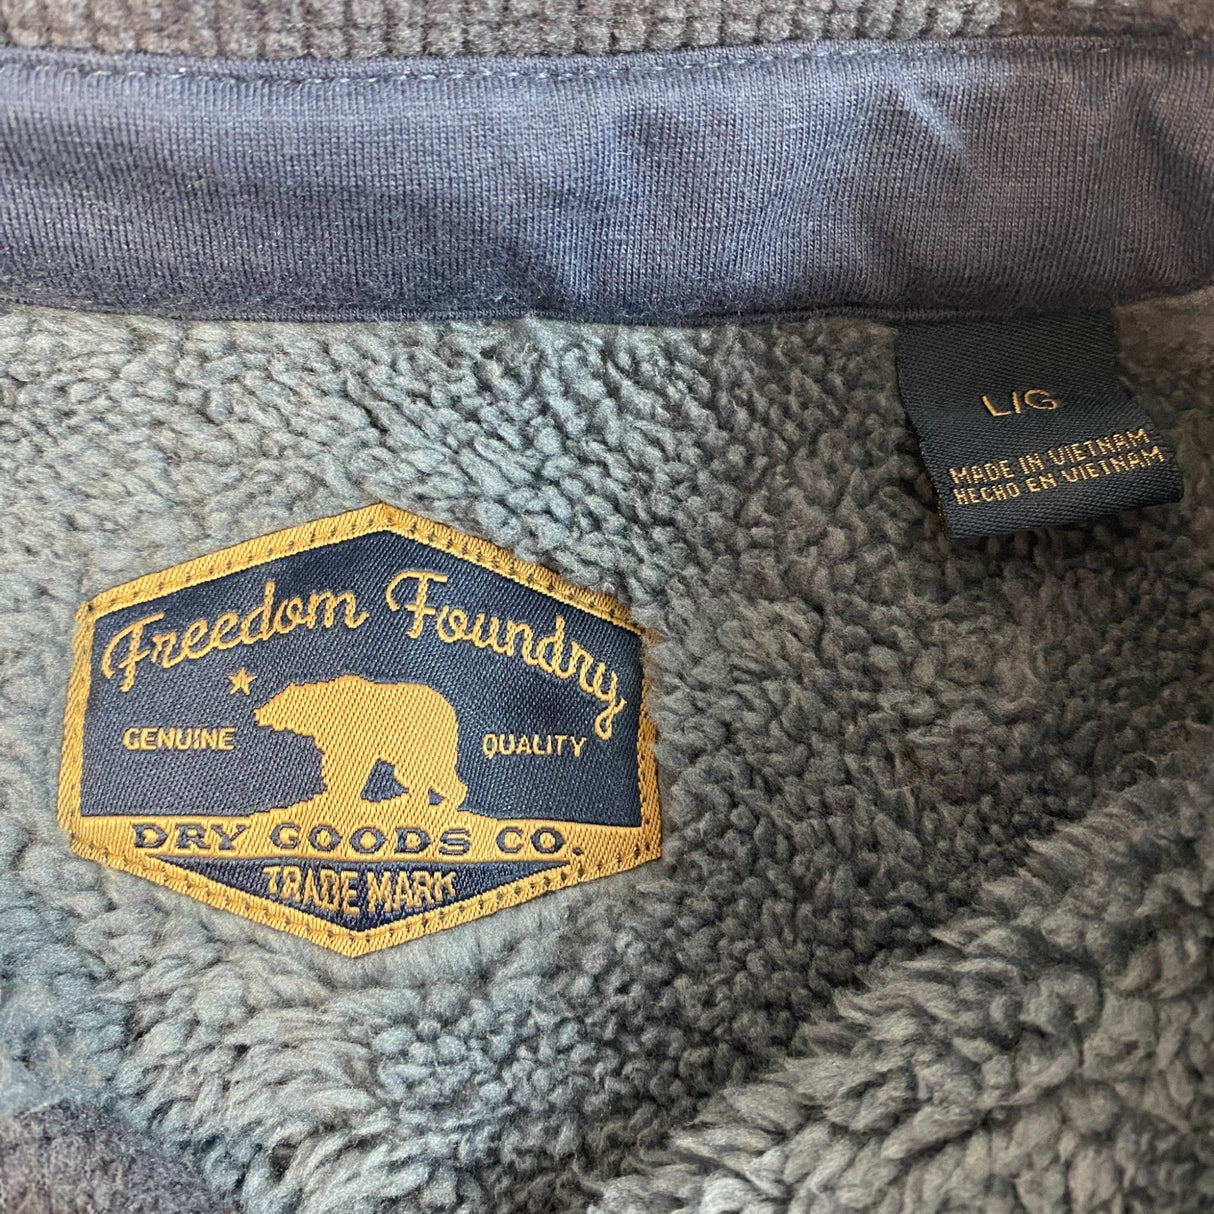 L/G
MADE IN VIETNAM
HECHO EN VIETNAM
Freedom Foundry
GENUINE QUALITY
DRY GOODS CO.
TRADE MARK